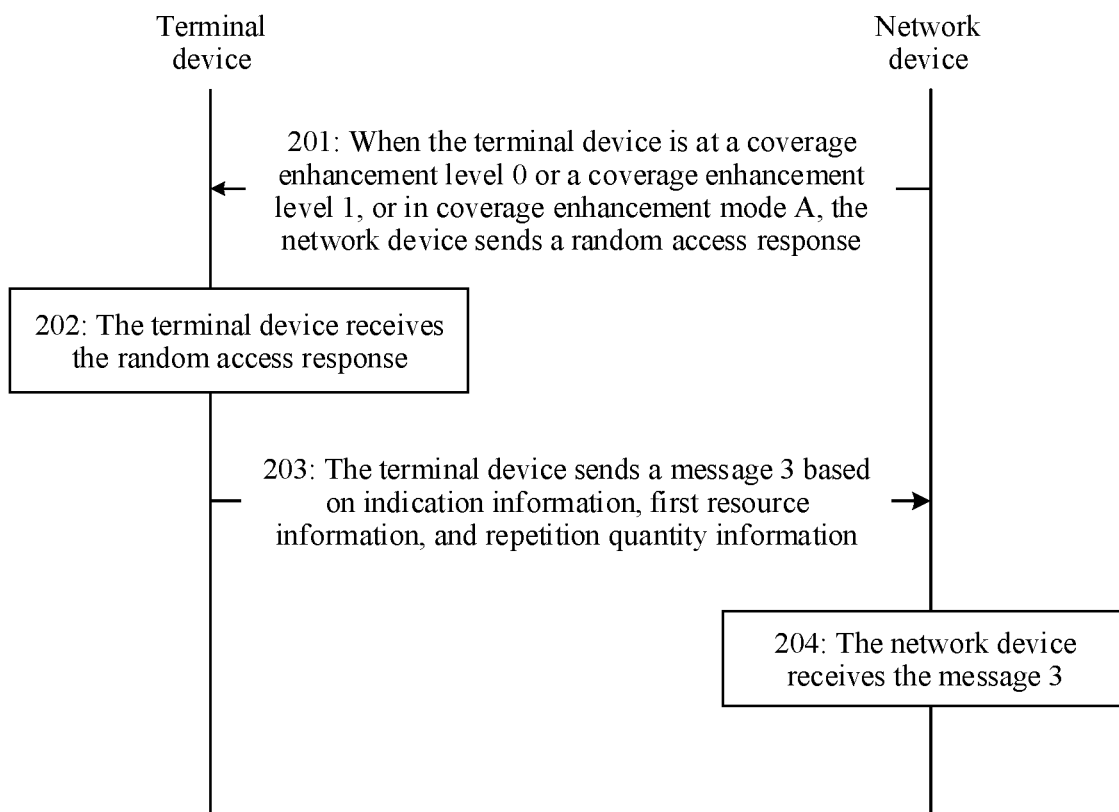 Terminal
device
Network
device
201: When the terminal device is at a coverage
enhancement level 0 or a coverage enhancement
level 1, or in coverage enhancement mode A, the
network device sends a random access response
202: The terminal device receives
the random access response
203: The terminal device sends a message 3 based
on indication information, first resource
information, and repetition quantity information
204: The network device
receives the message 3